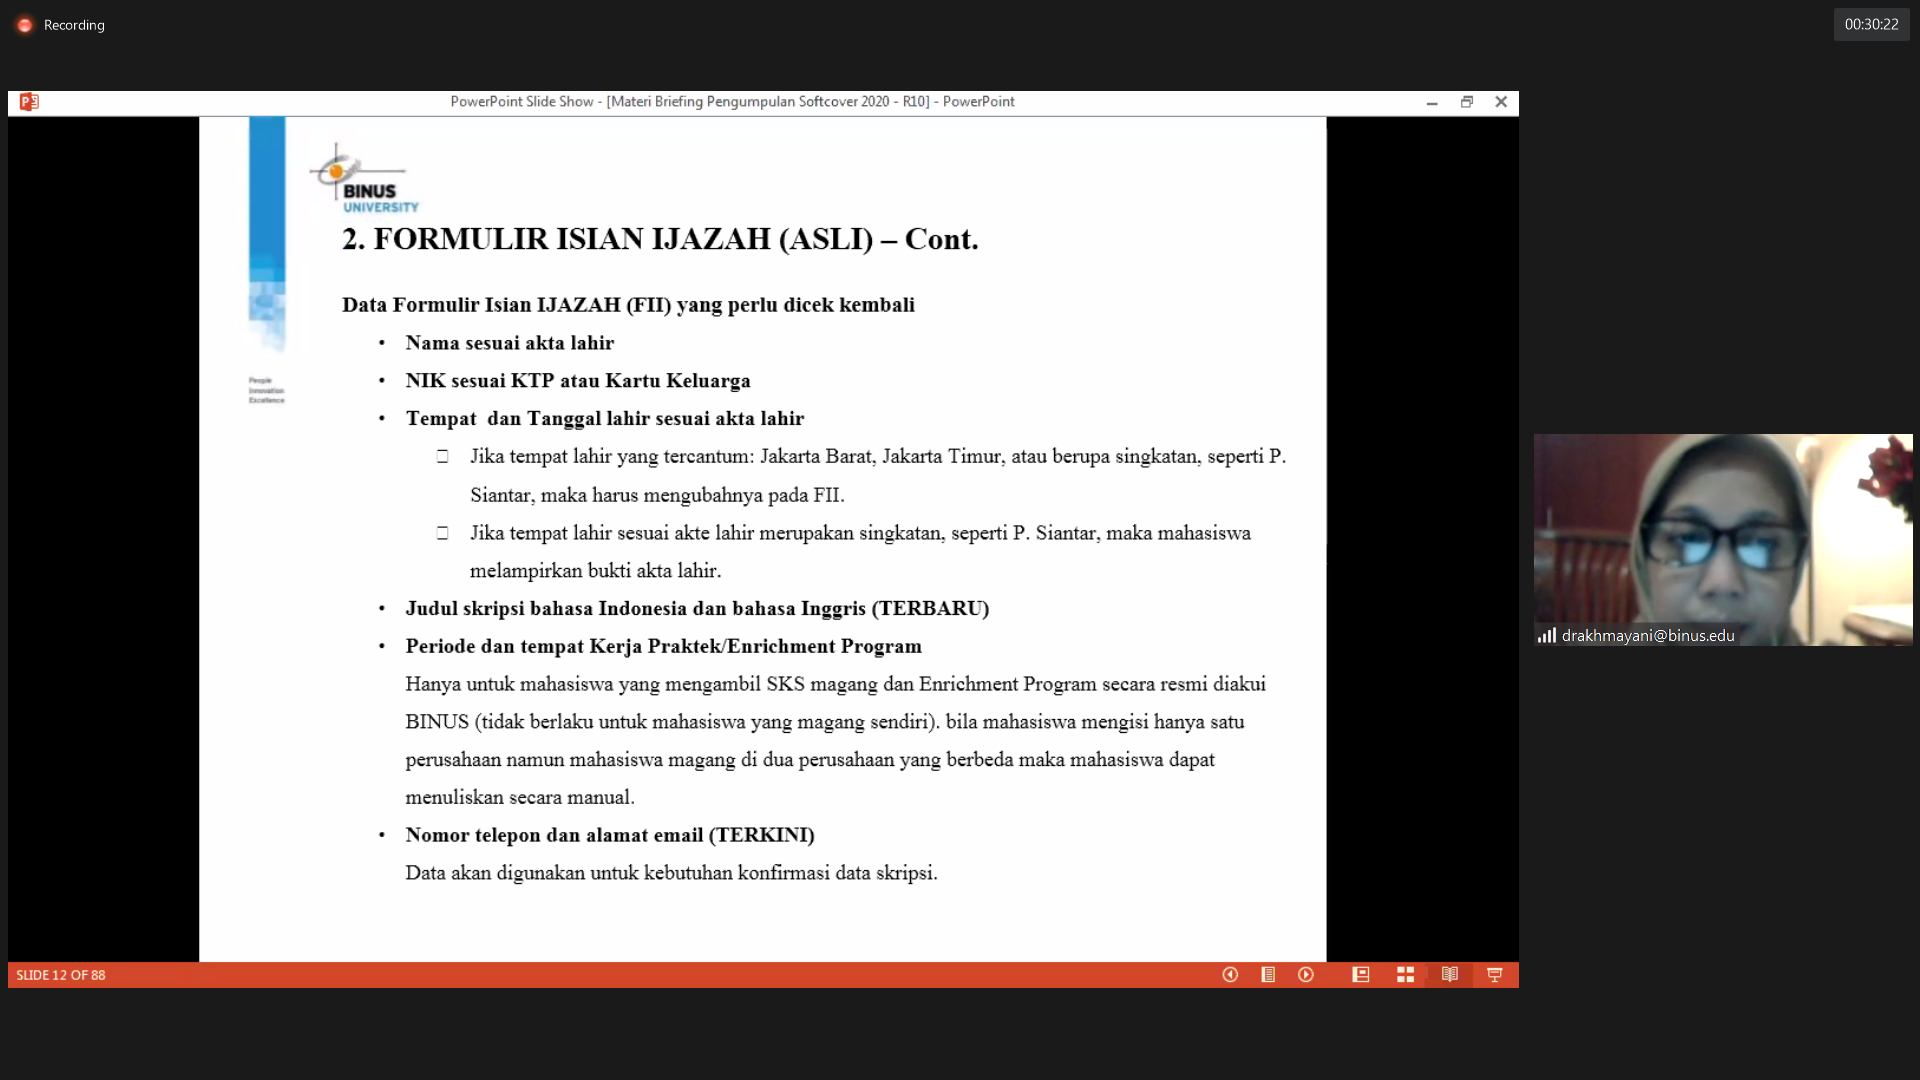 Recording
00:30:22
PowerPoint Slide Show - [Materi Briefing Pengumpulan Softcover 2020 - R10] - PowerPoint
BINUS
UNIVERSITY
2. FORMULIR ISIAN IJAZAH (ASLI) – Cont.
Data Formulir Isian IJAZAH (FII) yang perlu dicek kembali
• Nama sesuai akta lahir
• NIK sesuai KTP atau Kartu Keluarga
People
Innovation
Excellence
• Tempat  dan Tanggal lahir sesuai akta lahir
Jika tempat lahir yang tercantum: Jakarta Barat, Jakarta Timur, atau berupa singkatan, seperti P.
Siantar, maka harus mengubahnya pada FII.
Jika tempat lahir sesuai akte lahir merupakan singkatan, seperti P. Siantar, maka mahasiswa
melampirkan bukti akta lahir.
• Judul skripsi bahasa Indonesia dan bahasa Inggris (TERBARU)
• Periode dan tempat Kerja Praktek/Enrichment Program
Hanya untuk mahasiswa yang mengambil SKS magang dan Enrichment Program secara resmi diakui
BINUS (tidak berlaku untuk mahasiswa yang magang sendiri). bila mahasiswa mengisi hanya satu
perusahaan namun mahasiswa magang di dua perusahaan yang berbeda maka mahasiswa dapat
menuliskan secara manual.
• Nomor telepon dan alamat email (TERKINI)
Data akan digunakan untuk kebutuhan konfirmasi data skripsi.
drakhmayani@binus.edu
SLIDE 12 OF 88